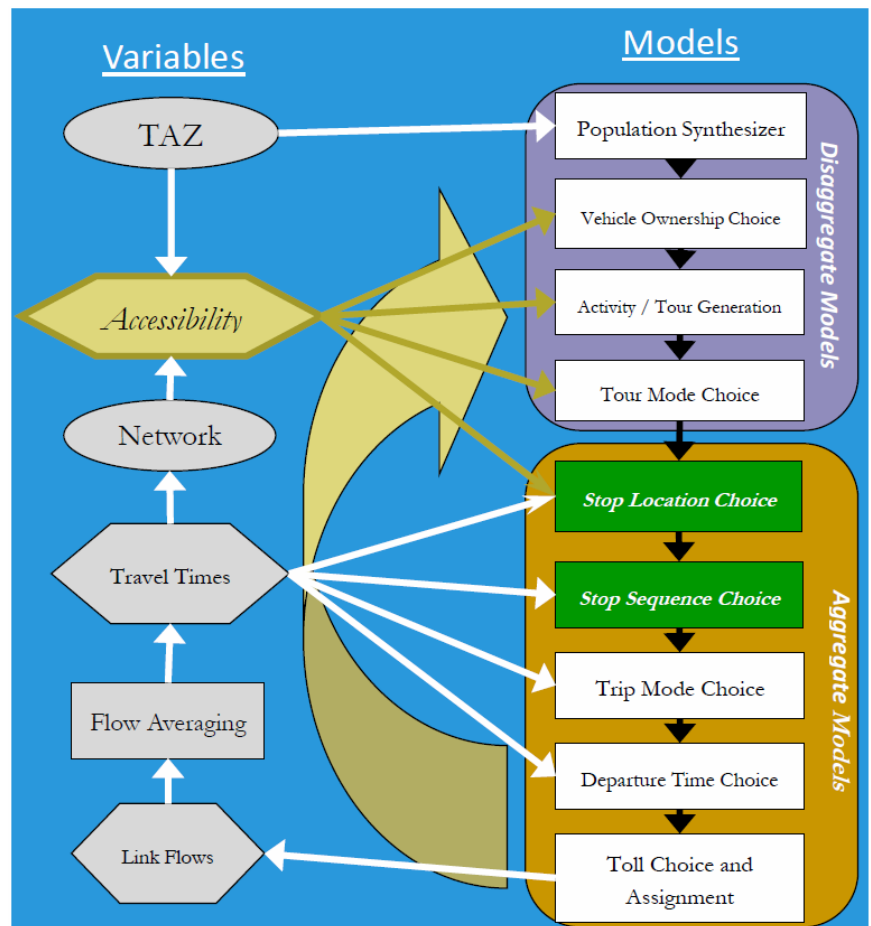 Variables
Models
TAZ
Accessibility
Network
Travel Times
Flow Averaging
Link Flows
Population Synthesizer
Vehicle Ownership Choice
Activity / Tour Generation
Tour Mode Choice
Disaggregate Models
Stop Location Choice
Stop Sequence Choice
Trip Mode Choice
Departure Time Choice
Toll Choice and
Assignment
Aggregate Models